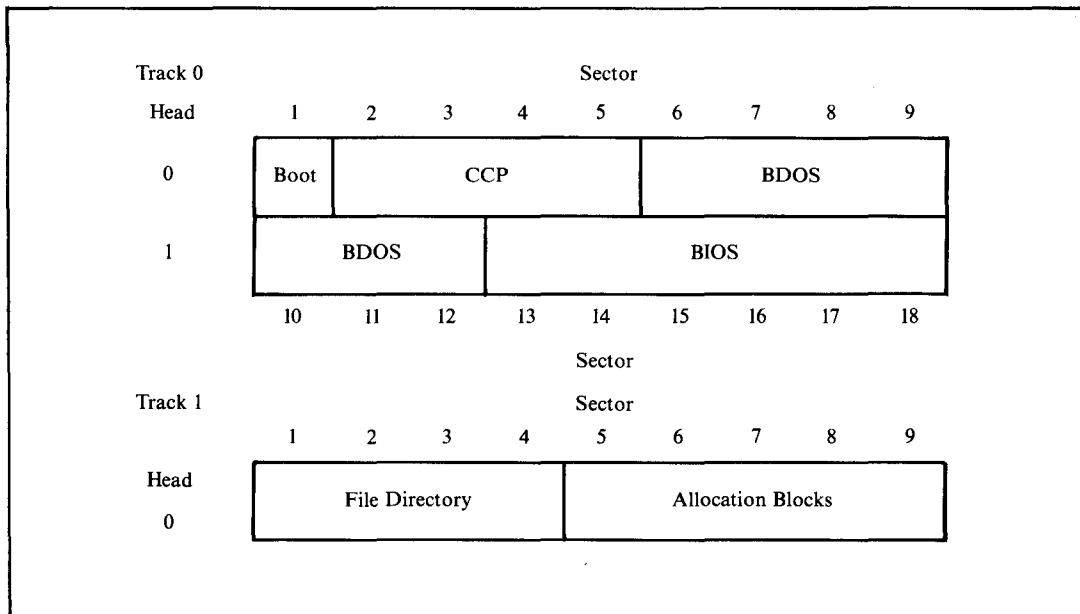 Track 0 Sector
Head 1 2 3 4 5 6 7 8 9
0 Boot CCP BDOS
1 BDOS BIOS
10 11 12 13 14 15 16 17 18
Sector
Track 1 Sector
1 2 3 4 5 6 7 8 9
Head
File Directory Allocation Blocks
0